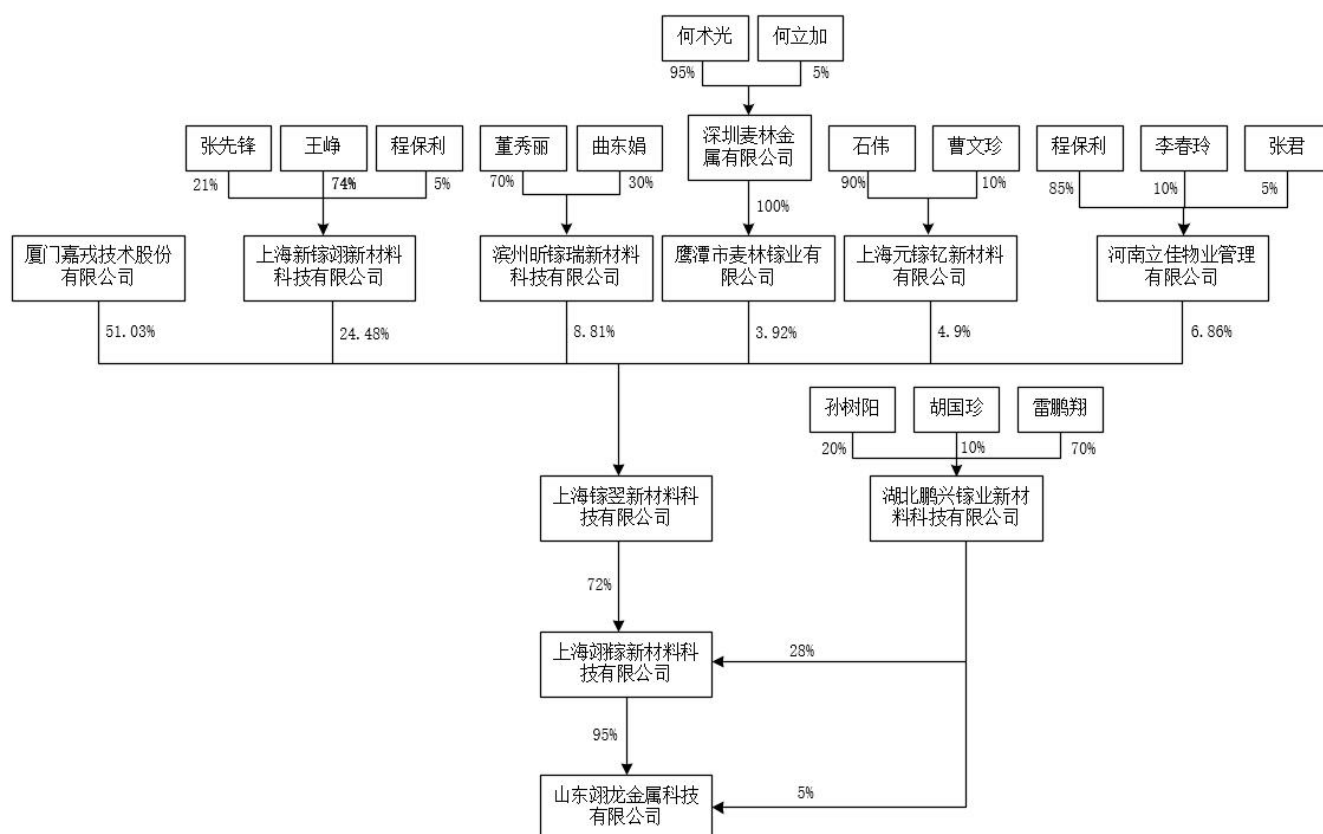 何术光
何立加
95%
5%
深圳麦林金
属有限公司
张先锋
王峥
程保利
董秀丽
曲东娟
石伟
曹文珍
程保利
李春玲
张君
21%
74%
5%
70%
30%
100%
90%
10%
85%
10%
5%
厦门嘉戎技术股份
有限公司
上海新镓翊新材料
科技有限公司
滨州昕镓瑞新材料
科技有限公司
鹰潭市麦林镓业有
限公司
上海元镓钇新材料
有限公司
河南立佳物业管理
有限公司
51.03%
24.48%
8.81%
3.92%
4.9%
6.86%
孙树阳
胡国珍
雷鹏翔
20%
10%
70%
上海镓翌新材料科
技有限公司
湖北鹏兴镓业新材
料科技有限公司
72%
上海翊镓新材料科
技有限公司
28%
95%
山东翊龙金属科技
有限公司
5%